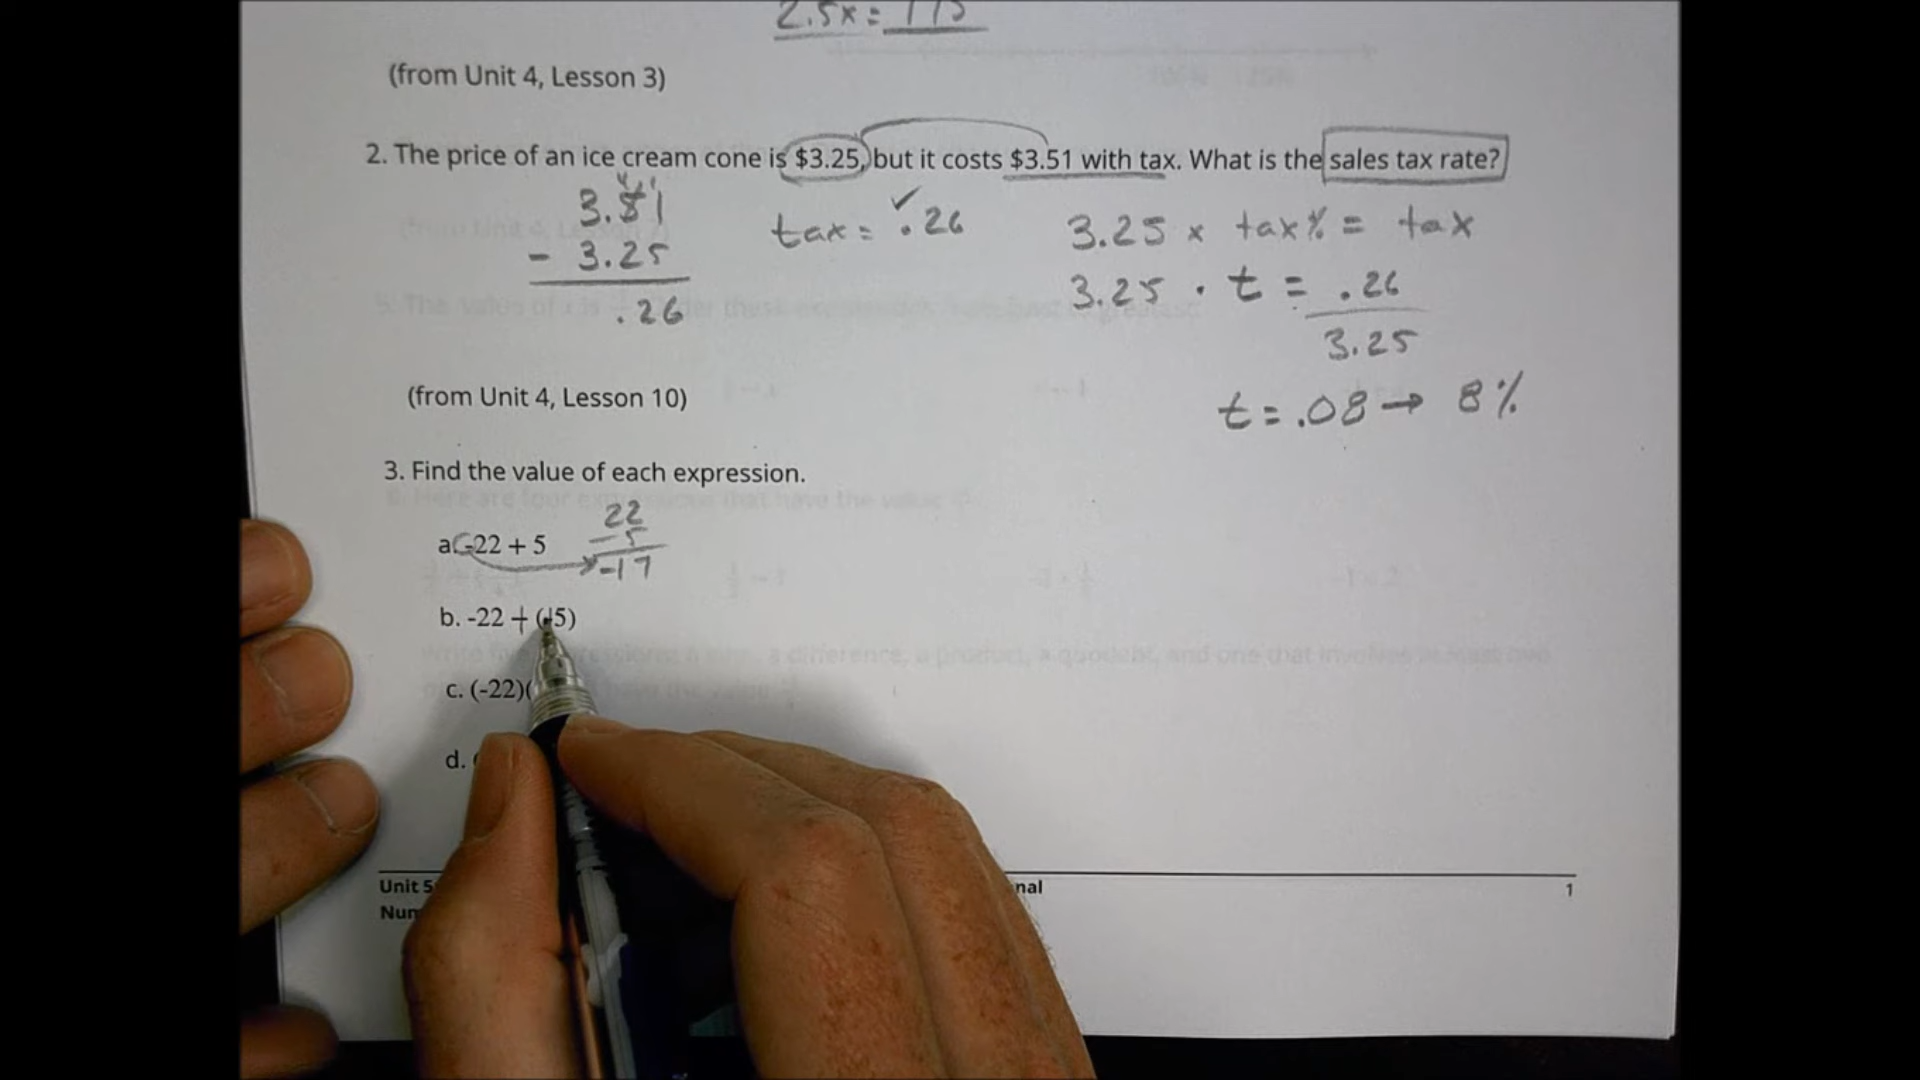 2.5x = 175
(from Unit 4, Lesson 3)
2. The price of an ice cream cone is $3.25, but it costs $3.51 with tax. What is the sales tax rate?
4 1
3.51
- 3.25
.26
tax = .26 ✓
3.25 × tax% = tax
3.25 · t = .26
3.25
t = .08 → 8%
(from Unit 4, Lesson 10)
3. Find the value of each expression.
a. -22 + 5
22
- 5
-17
b. -22 + (+5)
c. (-22)(
d. (
Unit 5
1